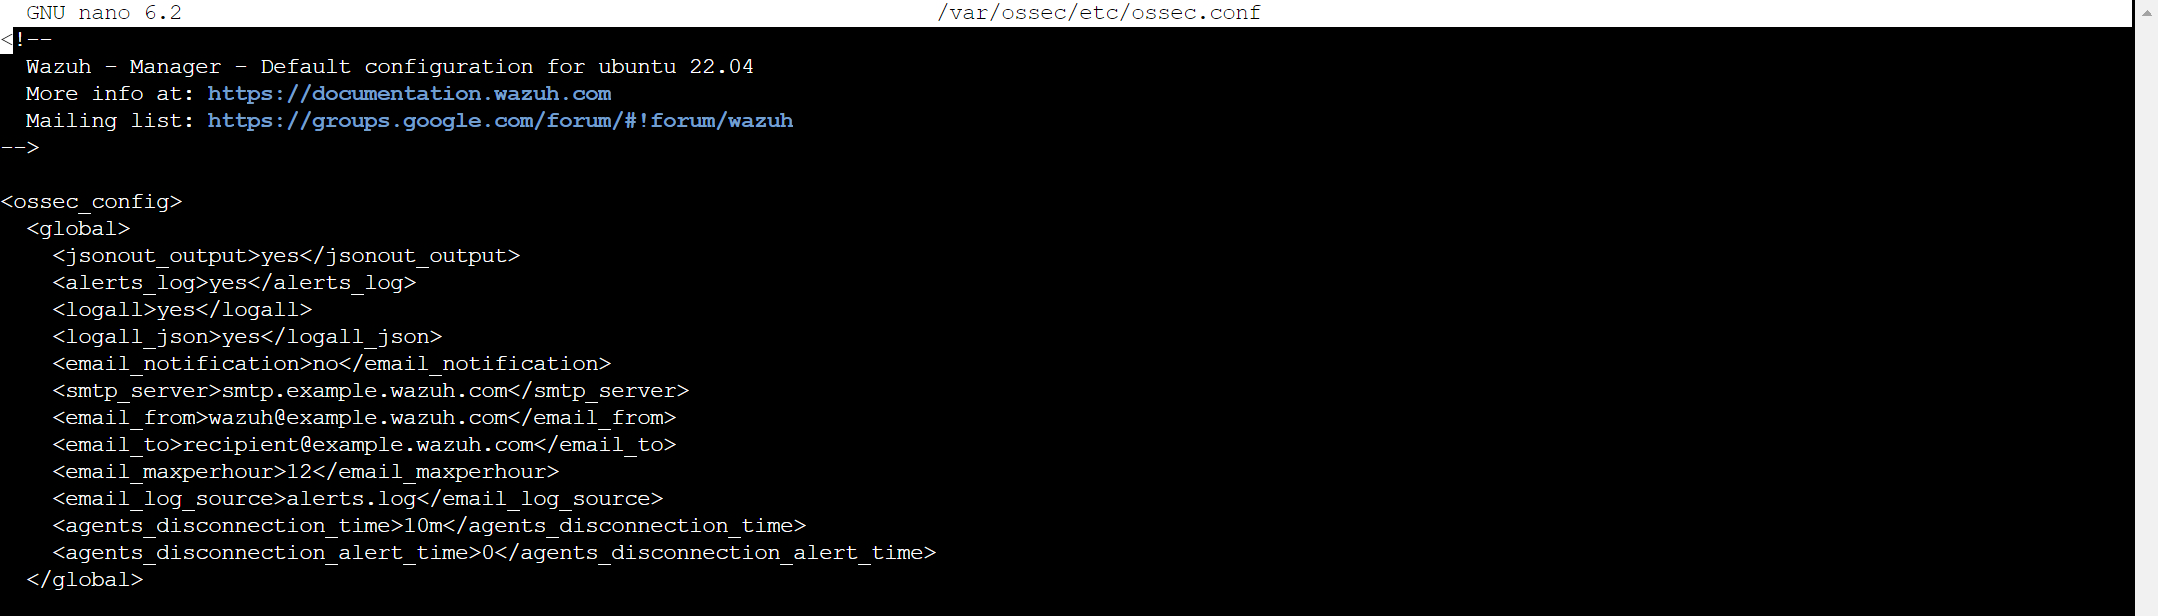 GNU nano 6.2 /var/ossec/etc/ossec.conf
<!--
  Wazuh - Manager - Default configuration for ubuntu 22.04
  More info at: https://documentation.wazuh.com
  Mailing list: https://groups.google.com/forum/#!forum/wazuh
-->

<ossec_config>
  <global>
    <jsonout_output>yes</jsonout_output>
    <alerts_log>yes</alerts_log>
    <logall>yes</logall>
    <logall_json>yes</logall_json>
    <email_notification>no</email_notification>
    <smtp_server>smtp.example.wazuh.com</smtp_server>
    <email_from>wazuh@example.wazuh.com</email_from>
    <email_to>recipient@example.wazuh.com</email_to>
    <email_maxperhour>12</email_maxperhour>
    <email_log_source>alerts.log</email_log_source>
    <agents_disconnection_time>10m</agents_disconnection_time>
    <agents_disconnection_alert_time>0</agents_disconnection_alert_time>
  </global>